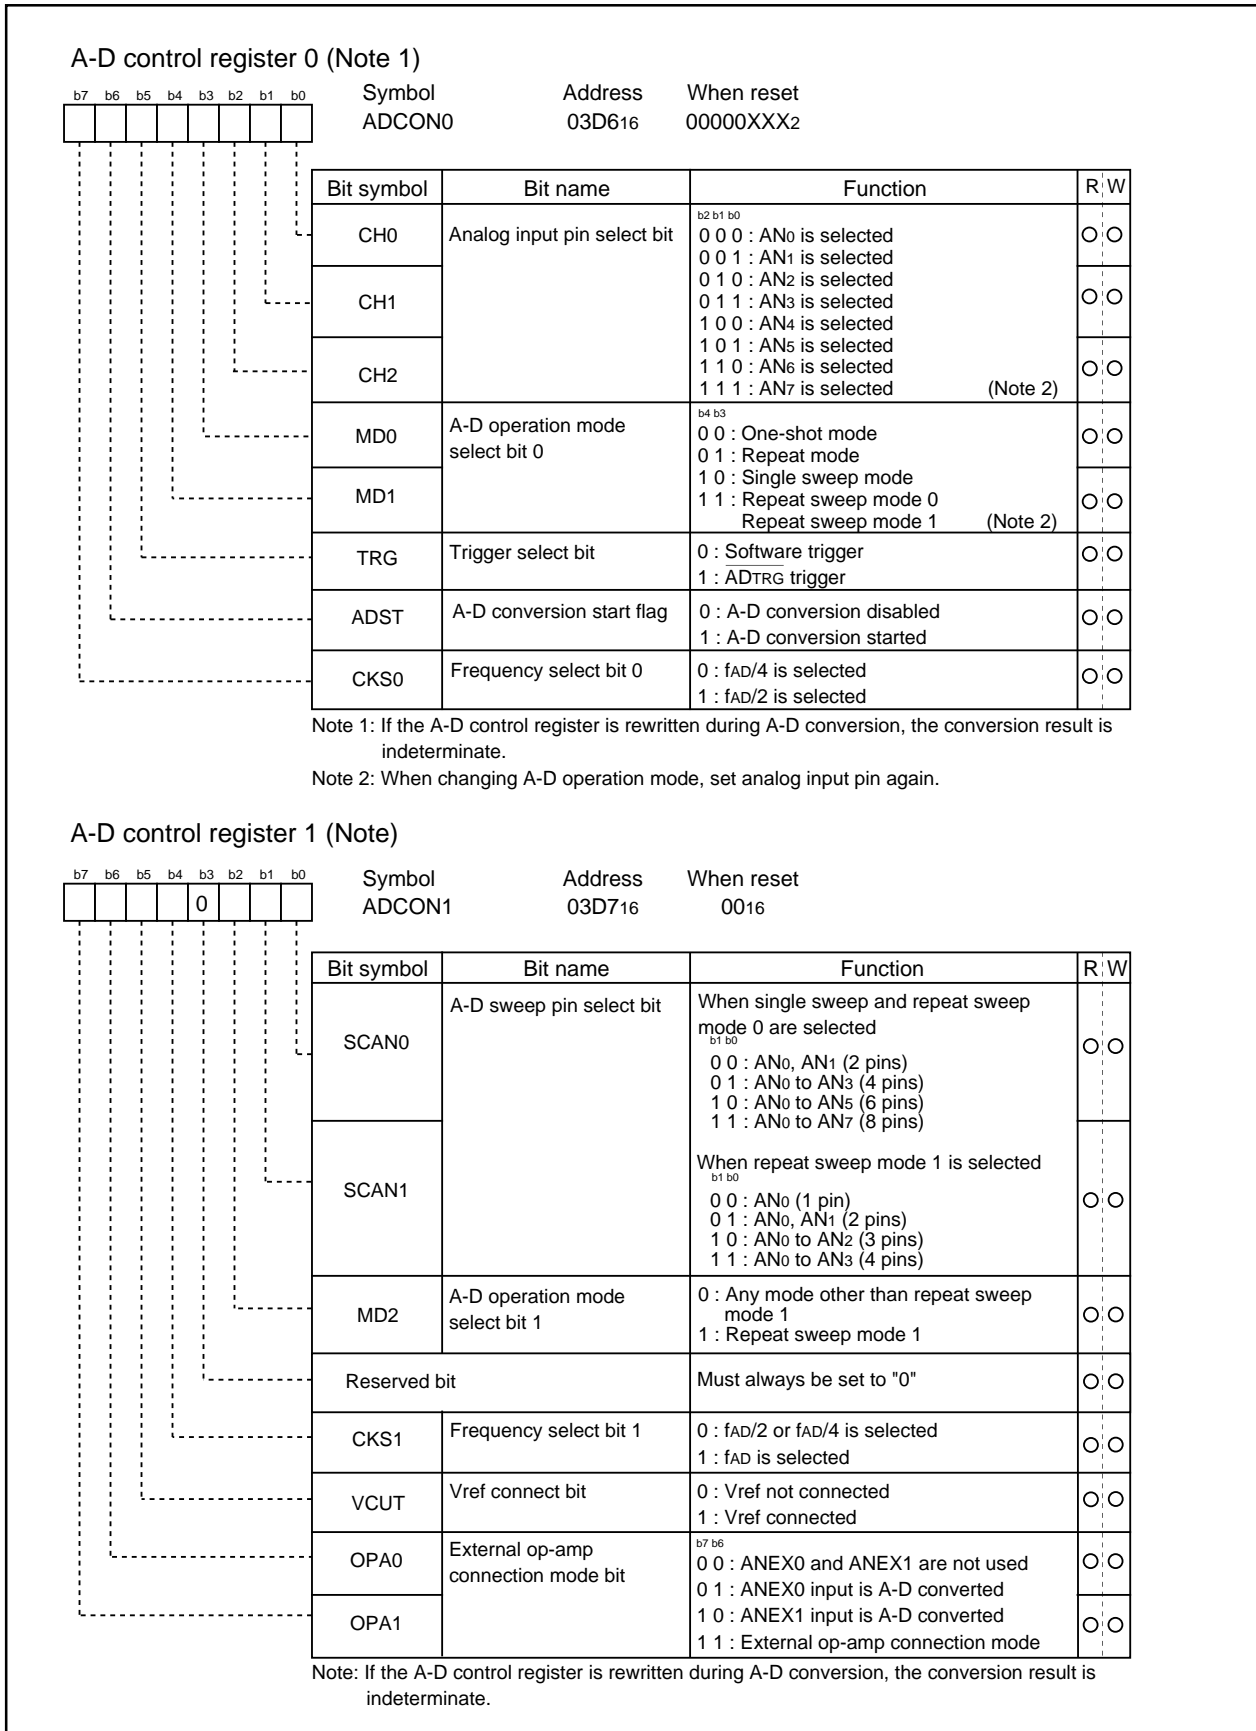 A-D control register 0 (Note 1)
b7 b6 b5 b4 b3 b2 b1 b0
Symbol Address When reset
ADCON0 03D616 00000XXX2
Bit symbol Bit name Function R W
CH0 Analog input pin select bit
b2 b1 b0
0 0 0 : AN0 is selected
0 0 1 : AN1 is selected
CH1
0 1 0 : AN2 is selected
0 1 1 : AN3 is selected
1 0 0 : AN4 is selected
CH2
1 0 1 : AN5 is selected
1 1 0 : AN6 is selected
1 1 1 : AN7 is selected (Note 2)
MD0 A-D operation mode
select bit 0
b4 b3
0 0 : One-shot mode
0 1 : Repeat mode
MD1
1 0 : Single sweep mode
1 1 : Repeat sweep mode 0
Repeat sweep mode 1 (Note 2)
TRG Trigger select bit 0 : Software trigger
1 : ADTRG trigger
ADST A-D conversion start flag 0 : A-D conversion disabled
1 : A-D conversion started
CKS0 Frequency select bit 0 0 : fAD/4 is selected
1 : fAD/2 is selected
Note 1: If the A-D control register is rewritten during A-D conversion, the conversion result is
indeterminate.
Note 2: When changing A-D operation mode, set analog input pin again.
A-D control register 1 (Note)
b7 b6 b5 b4 b3 b2 b1 b0
0
Symbol Address When reset
ADCON1 03D716 0016
Bit symbol Bit name Function R W
SCAN0 A-D sweep pin select bit
When single sweep and repeat sweep
mode 0 are selected
b1 b0
0 0 : AN0, AN1 (2 pins)
0 1 : AN0 to AN3 (4 pins)
1 0 : AN0 to AN5 (6 pins)
1 1 : AN0 to AN7 (8 pins)
SCAN1
When repeat sweep mode 1 is selected
b1 b0
0 0 : AN0 (1 pin)
0 1 : AN0, AN1 (2 pins)
1 0 : AN0 to AN2 (3 pins)
1 1 : AN0 to AN3 (4 pins)
MD2 A-D operation mode
select bit 1
0 : Any mode other than repeat sweep
mode 1
1 : Repeat sweep mode 1
Reserved bit Must always be set to "0"
CKS1 Frequency select bit 1 0 : fAD/2 or fAD/4 is selected
1 : fAD is selected
VCUT Vref connect bit 0 : Vref not connected
1 : Vref connected
OPA0 External op-amp
connection mode bit
b7 b6
0 0 : ANEX0 and ANEX1 are not used
0 1 : ANEX0 input is A-D converted
OPA1
1 0 : ANEX1 input is A-D converted
1 1 : External op-amp connection mode
Note: If the A-D control register is rewritten during A-D conversion, the conversion result is
indeterminate.